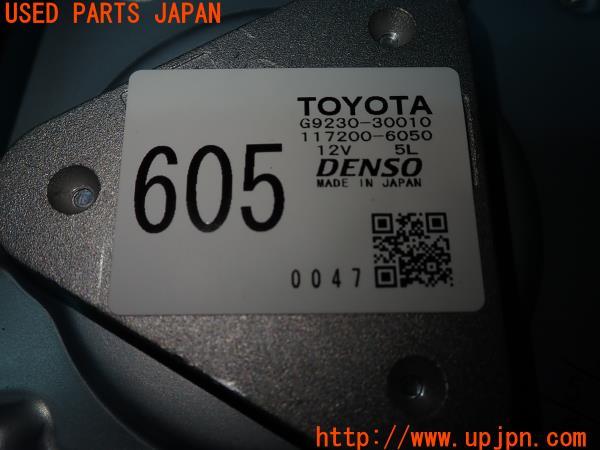 USED PARTS JAPAN
TOYOTA
G9230-30010
117200-6050
12V 5L
605
DENSO
MADE IN JAPAN
0047
http://www.upjpn.com